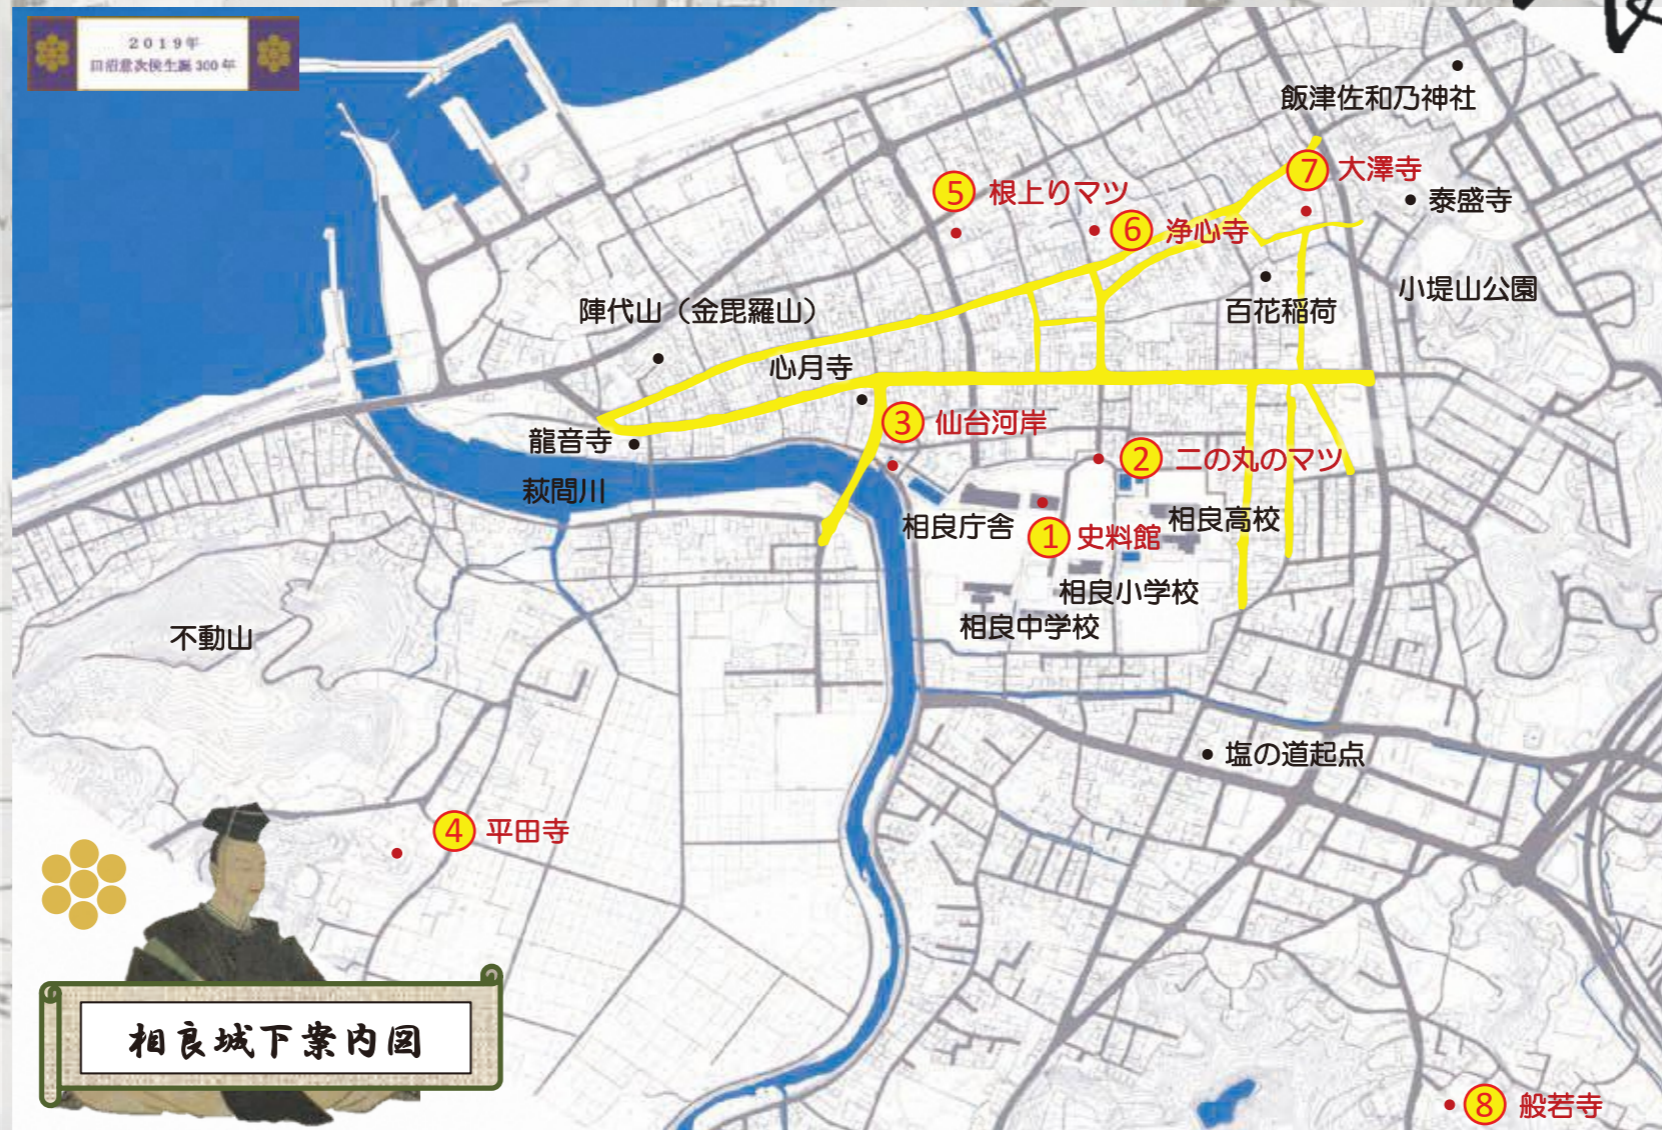 2019年
田沼意次侯生誕300年
飯津佐和乃神社
⑦ 大澤寺
泰盛寺
⑤ 根上りマツ
⑥ 浄心寺
小堤山公園
陣代山（金毘羅山）
百花稲荷
心月寺
③ 仙台河岸
龍音寺
② 二の丸のマツ
萩間川
相良庁舎
相良高校
① 史料館
相良小学校
相良中学校
不動山
塩の道起点
④ 平田寺
相良城下案内図
⑧ 般若寺